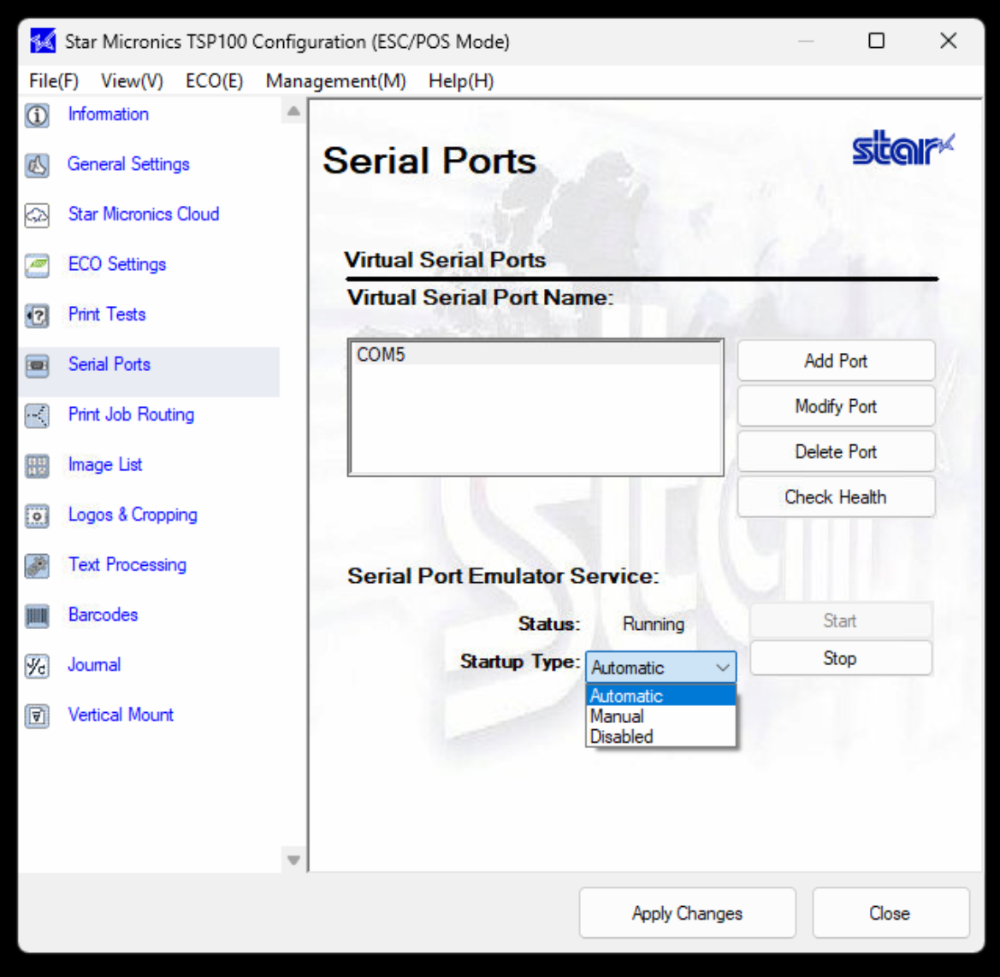 Star Micronics TSP100 Configuration (ESC/POS Mode)
File(F) View(V) ECO(E) Management(M) Help(H)
Information
General Settings
Star Micronics Cloud
ECO Settings
Print Tests
Serial Ports
Print Job Routing
Image List
Logos & Cropping
Text Processing
Barcodes
Journal
Vertical Mount
Serial Ports
star
Virtual Serial Ports
Virtual Serial Port Name:
COM5
Add Port
Modify Port
Delete Port
Check Health
Serial Port Emulator Service:
Status: Running
Start
Startup Type: Automatic
Stop
Automatic
Manual
Disabled
Apply Changes
Close